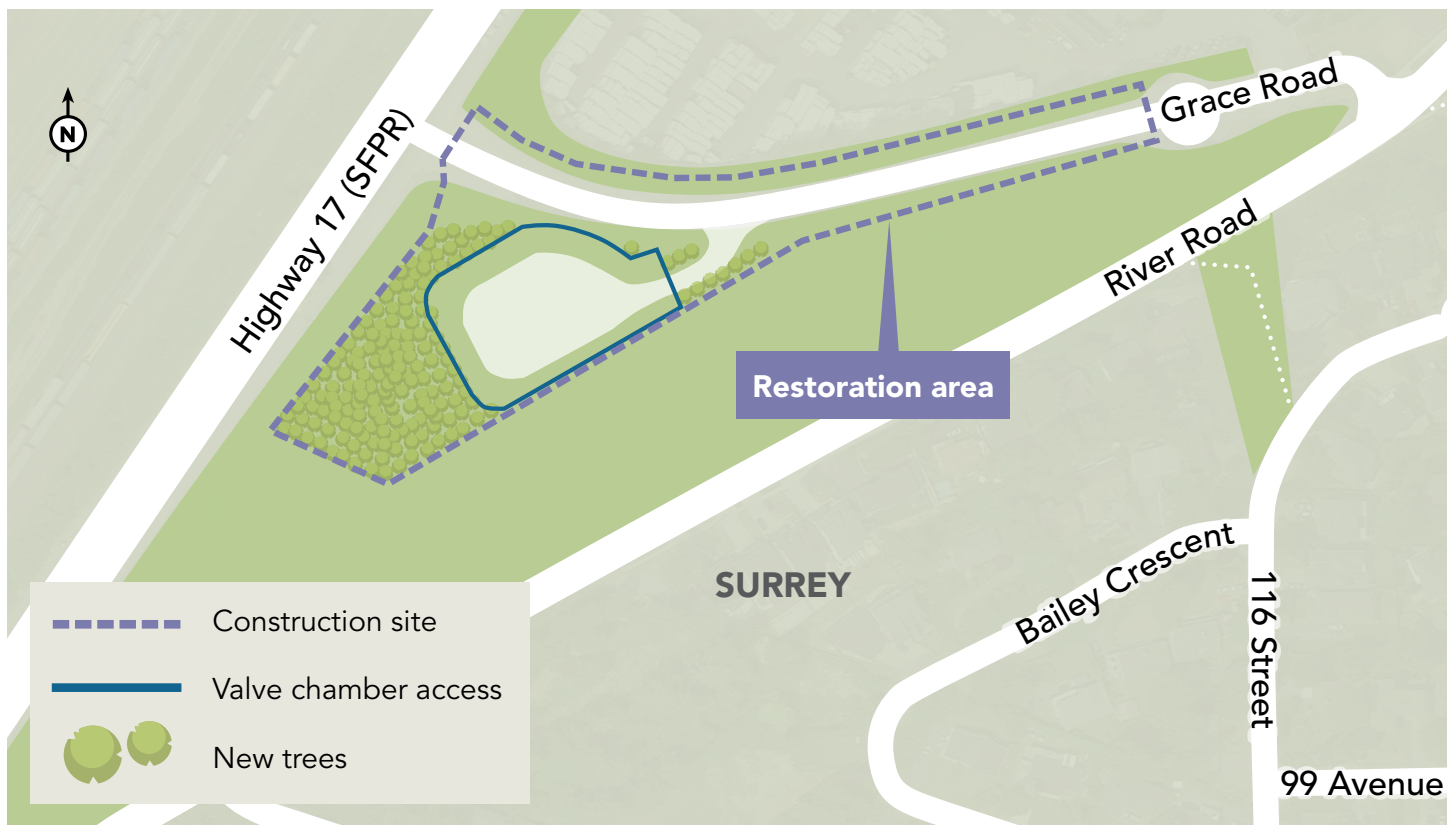 N
Highway 17 (SFPR)
Grace Road
River Road
Restoration area
SURREY
Bailey Crescent
116 Street
99 Avenue
Construction site
Valve chamber access
New trees